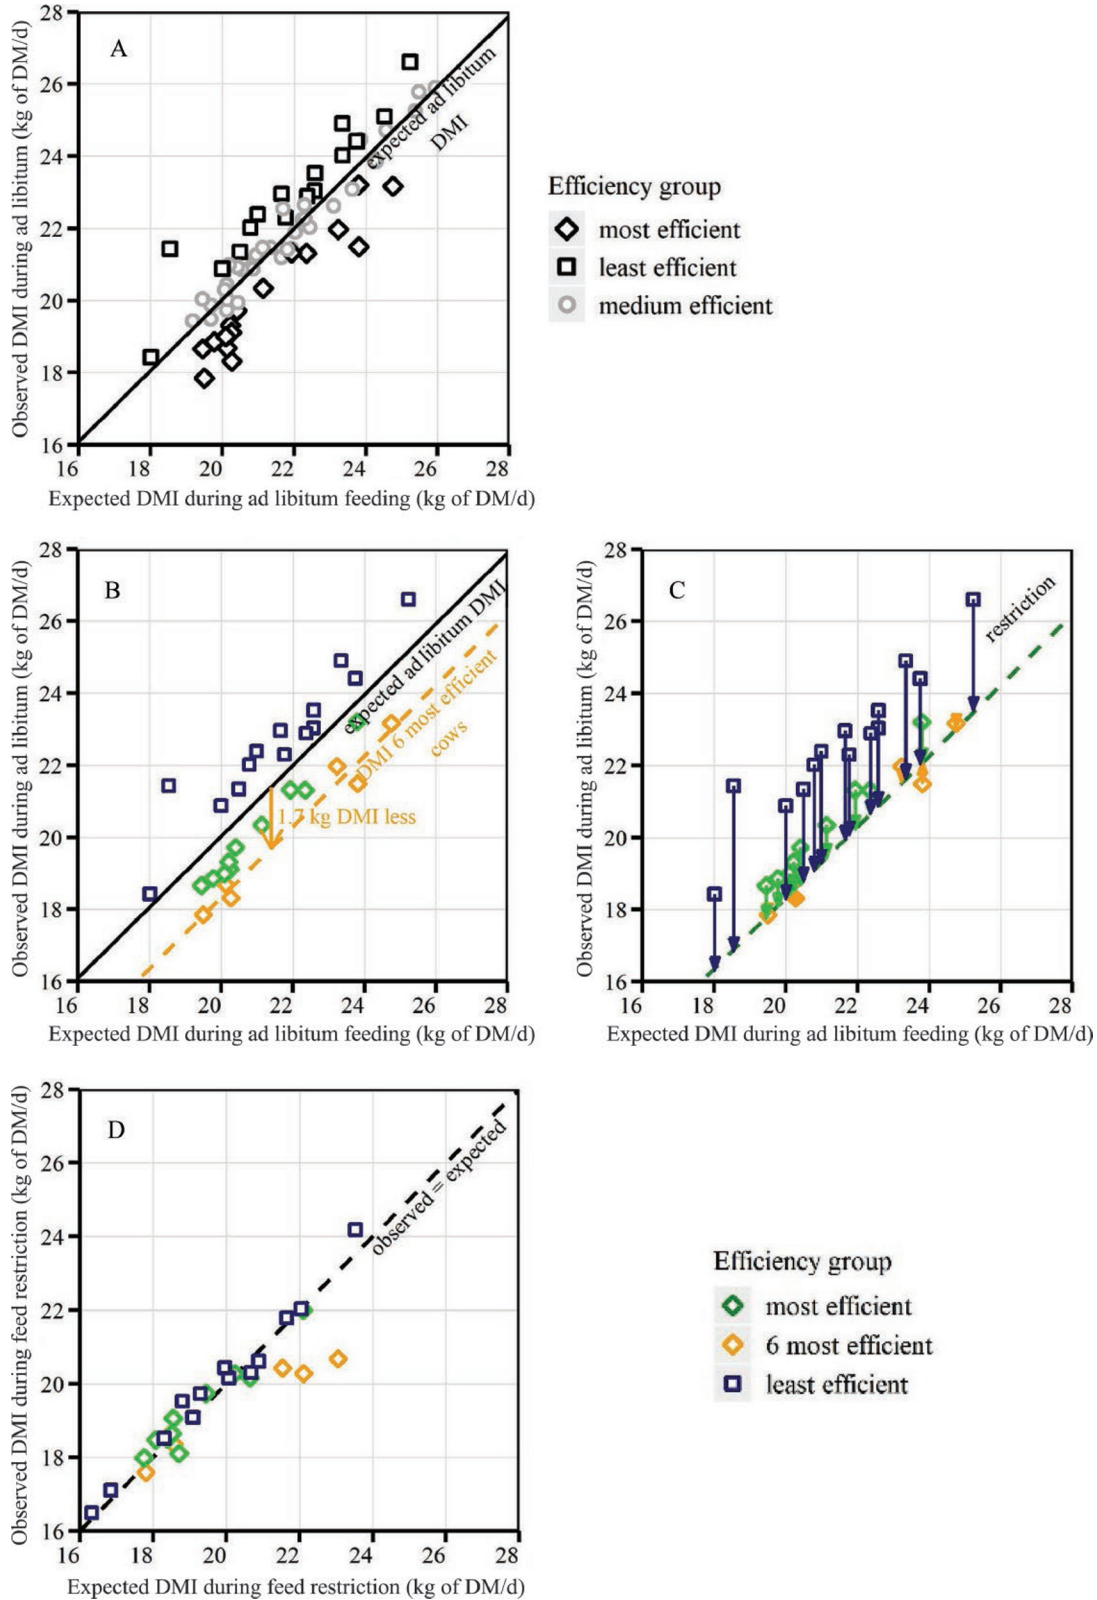 Observed DMI during ad libitum (kg of DM/d)
28
26
24
22
20
18
16
A
expected ad libitum
DMI
16 18 20 22 24 26 28
Expected DMI during ad libitum feeding (kg of DM/d)
Efficiency group
most efficient
least efficient
medium efficient
Observed DMI during ad libitum (kg of DM/d)
28
26
24
22
20
18
16
B
expected ad libitum DMI
DMI 6 most efficient
cows
1.7 kg DMI less
16 18 20 22 24 26 28
Expected DMI during ad libitum feeding (kg of DM/d)
Observed DMI during ad libitum (kg of DM/d)
28
26
24
22
20
18
16
C
restriction
16 18 20 22 24 26 28
Expected DMI during ad libitum feeding (kg of DM/d)
Observed DMI during feed restriction (kg of DM/d)
28
26
24
22
20
18
16
D
observed = expected
16 18 20 22 24 26 28
Expected DMI during feed restriction (kg of DM/d)
Efficiency group
most efficient
6 most efficient
least efficient